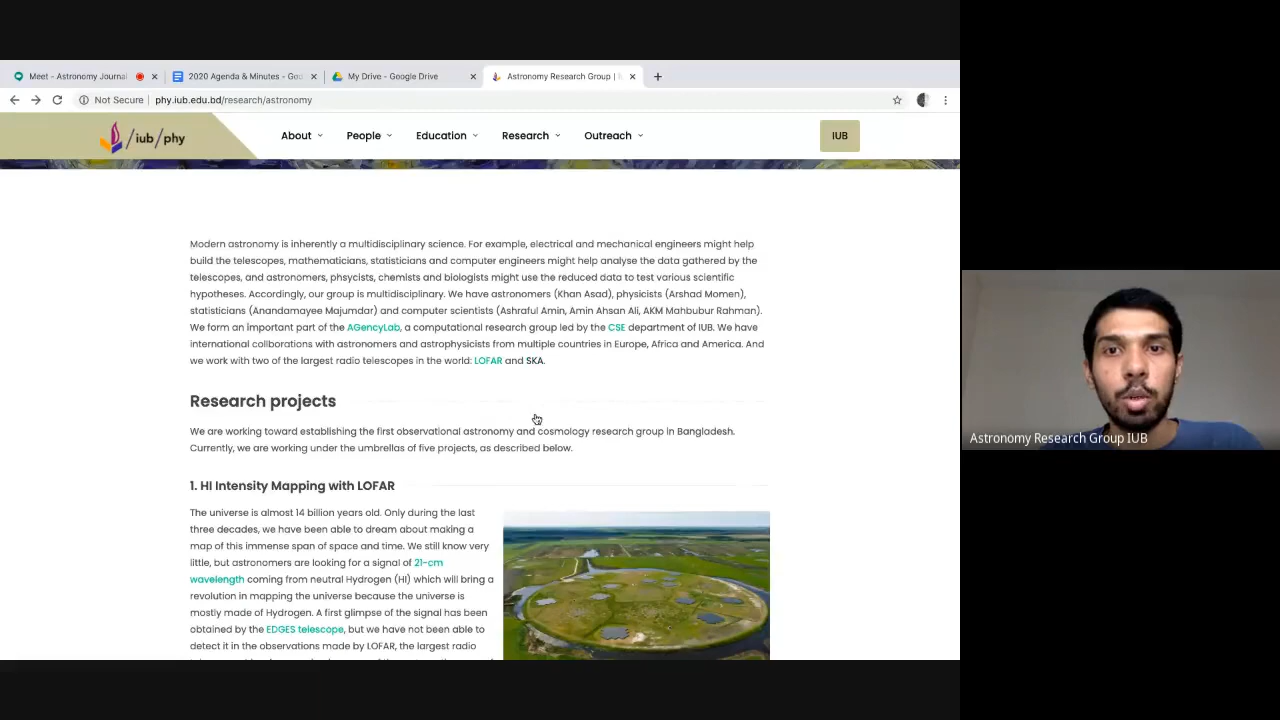 Meet - Astronomy Journal
2020 Agenda & Minutes - Goo
My Drive - Google Drive
Astronomy Research Group | I
Not Secure | phy.iub.edu.bd/research/astronomy
/iub/phy
About
People
Education
Research
Outreach
IUB
Modern astronomy is inherently a multidisciplinary science. For example, electrical and mechanical engineers might help
build the telescopes, mathematicians, statisticians and computer engineers might help analyse the data gathered by the
telescopes, and astronomers, phsycists, chemists and biologists might use the reduced data to test various scientific
hypotheses. Accordingly, our group is multidisciplinary. We have astronomers (Khan Asad), physicists (Arshad Momen),
statisticians (Anandamayee Majumdar) and computer scientists (Ashraful Amin, Amin Ahsan Ali, AKM Mahbubur Rahman).
We form an important part of the AGencyLab, a computational research group led by the CSE department of IUB. We have
international collborations with astronomers and astrophysicists from multiple countries in Europe, Africa and America. And
we work with two of the largest radio telescopes in the world: LOFAR and SKA.
Research projects
We are working toward establishing the first observational astronomy and cosmology research group in Bangladesh.
Currently, we are working under the umbrellas of five projects, as described below.
1. HI Intensity Mapping with LOFAR
The universe is almost 14 billion years old. Only during the last
three decades, we have been able to dream about making a
map of this immense span of space and time. We still know very
little, but astronomers are looking for a signal of 21-cm
wavelength coming from neutral Hydrogen (HI) which will bring a
revolution in mapping the universe because the universe is
mostly made of Hydrogen. A first glimpse of the signal has been
obtained by the EDGES telescope, but we have not been able to
detect it in the observations made by LOFAR, the largest radio
Astronomy Research Group IUB